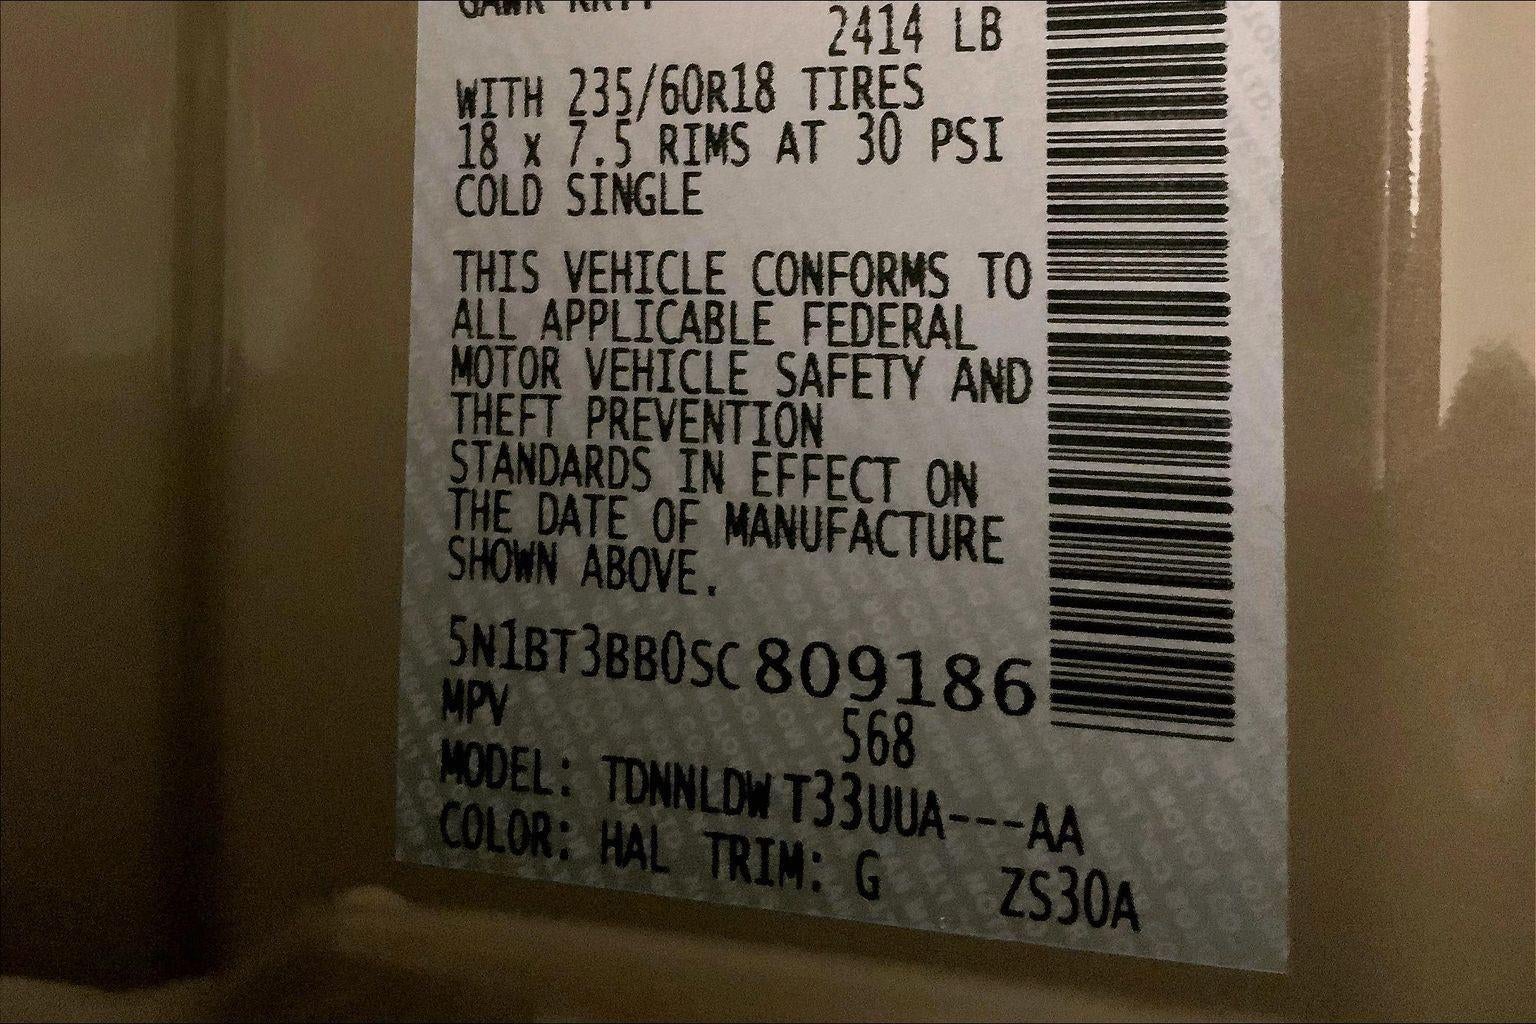 2414 LB
WITH 235/60R18 TIRES
18 x 7.5 RIMS AT 30 PSI
COLD SINGLE
THIS VEHICLE CONFORMS TO
ALL APPLICABLE FEDERAL
MOTOR VEHICLE SAFETY AND
THEFT PREVENTION
STANDARDS IN EFFECT ON
THE DATE OF MANUFACTURE
SHOWN ABOVE.
5N1BT3BB0SC809186
MPV 568
MODEL: TDNNLDW T33UUA---AA
COLOR: HAL TRIM: G ZS30A